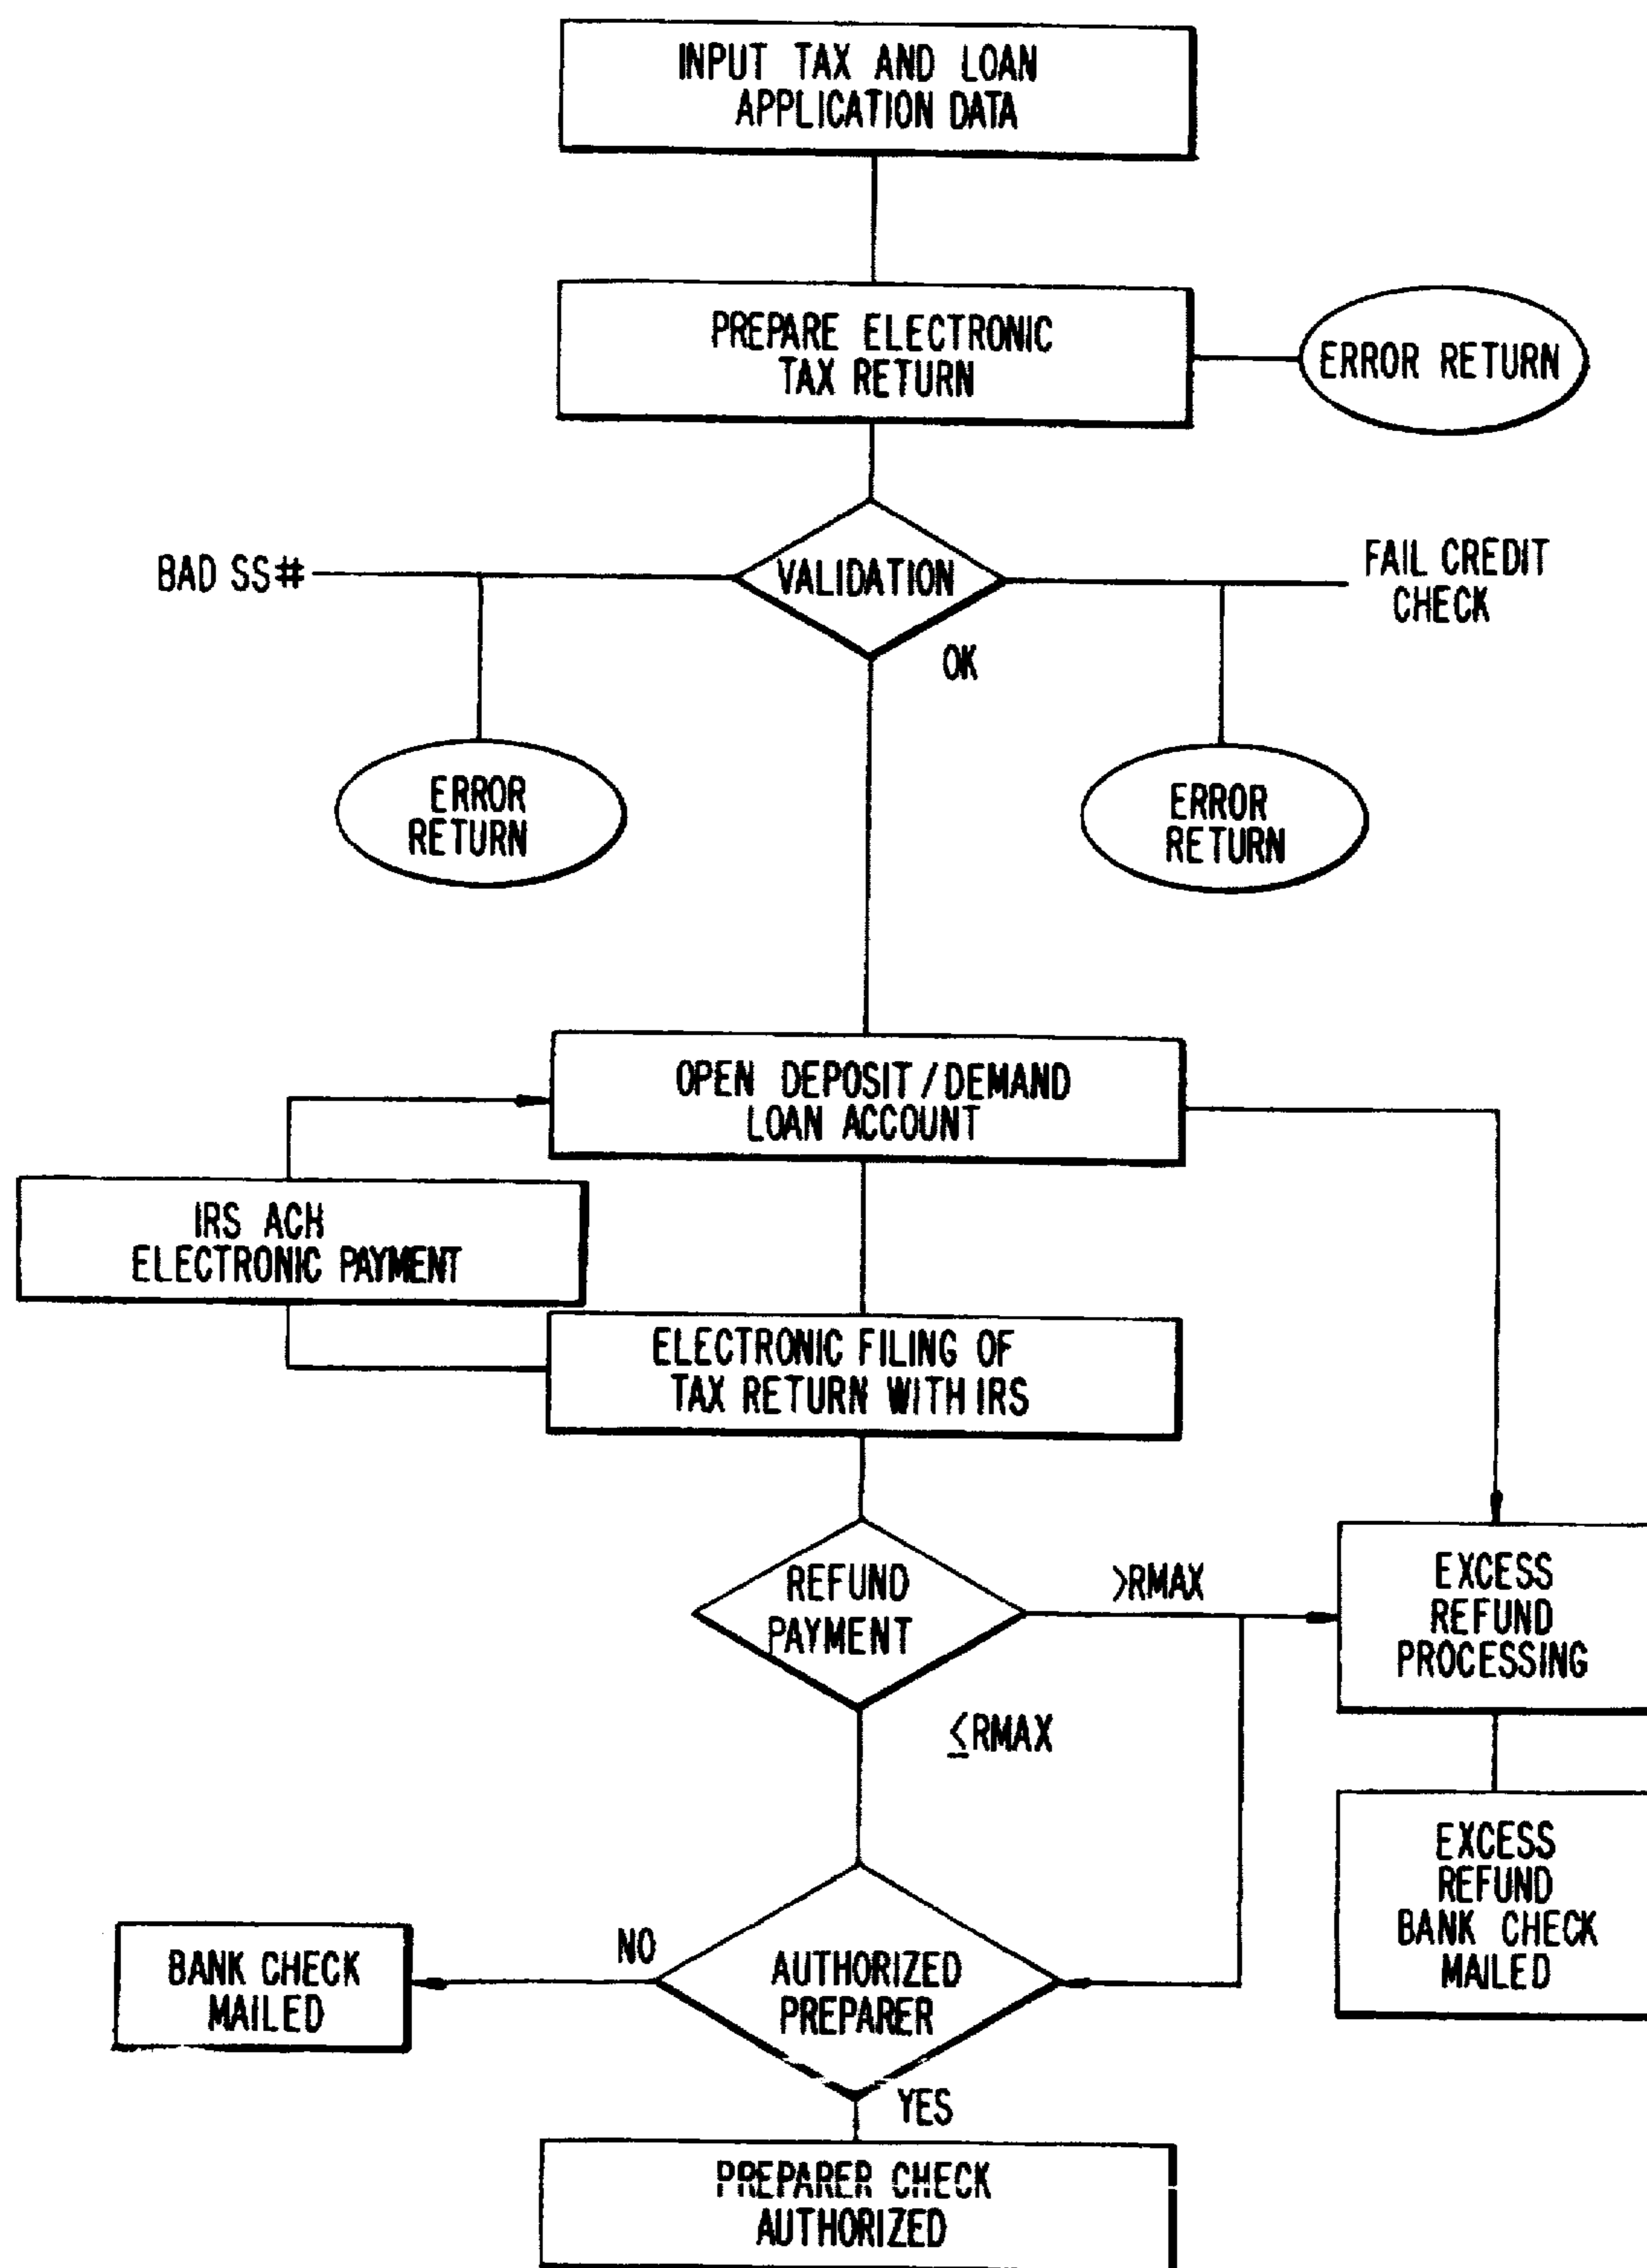 INPUT TAX AND LOAN
APPLICATION DATA
PREPARE ELECTRONIC
TAX RETURN
ERROR RETURN
BAD SS#
VALIDATION
FAIL CREDIT
CHECK
OK
ERROR
RETURN
ERROR
RETURN
OPEN DEPOSIT/DEMAND
LOAN ACCOUNT
IRS ACH
ELECTRONIC PAYMENT
ELECTRONIC FILING OF
TAX RETURN WITH IRS
REFUND
PAYMENT
>RMAX
≤RMAX
EXCESS
REFUND
PROCESSING
EXCESS
REFUND
BANK CHECK
MAILED
NO
BANK CHECK
MAILED
AUTHORIZED
PREPARER
YES
PREPARER CHECK
AUTHORIZED